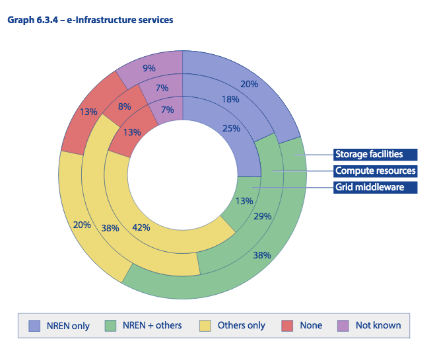 Graph 6.3.4 – e-Infrastructure services
9%
20%
7%
18%
8%
13%
7%
25%
13%
Storage facilities
Compute resources
Grid middleware
13%
29%
20%
38%
42%
38%
NREN only
NREN + others
Others only
None
Not known